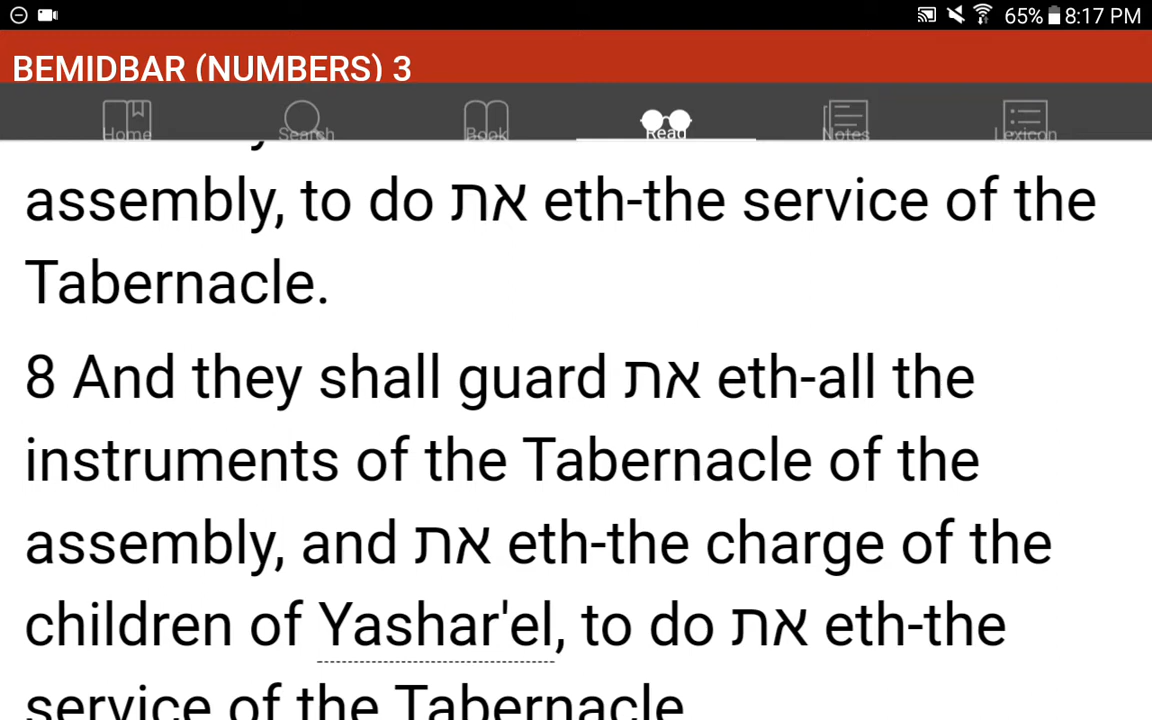 65% 8:17 PM
BEMIDBAR (NUMBERS) 3
Home Search Book Read Notes Lexicon
assembly, to do את eth-the service of the
Tabernacle.
8 And they shall guard את eth-all the
instruments of the Tabernacle of the
assembly, and את eth-the charge of the
children of Yashar'el, to do את eth-the
service of the Tabernacle